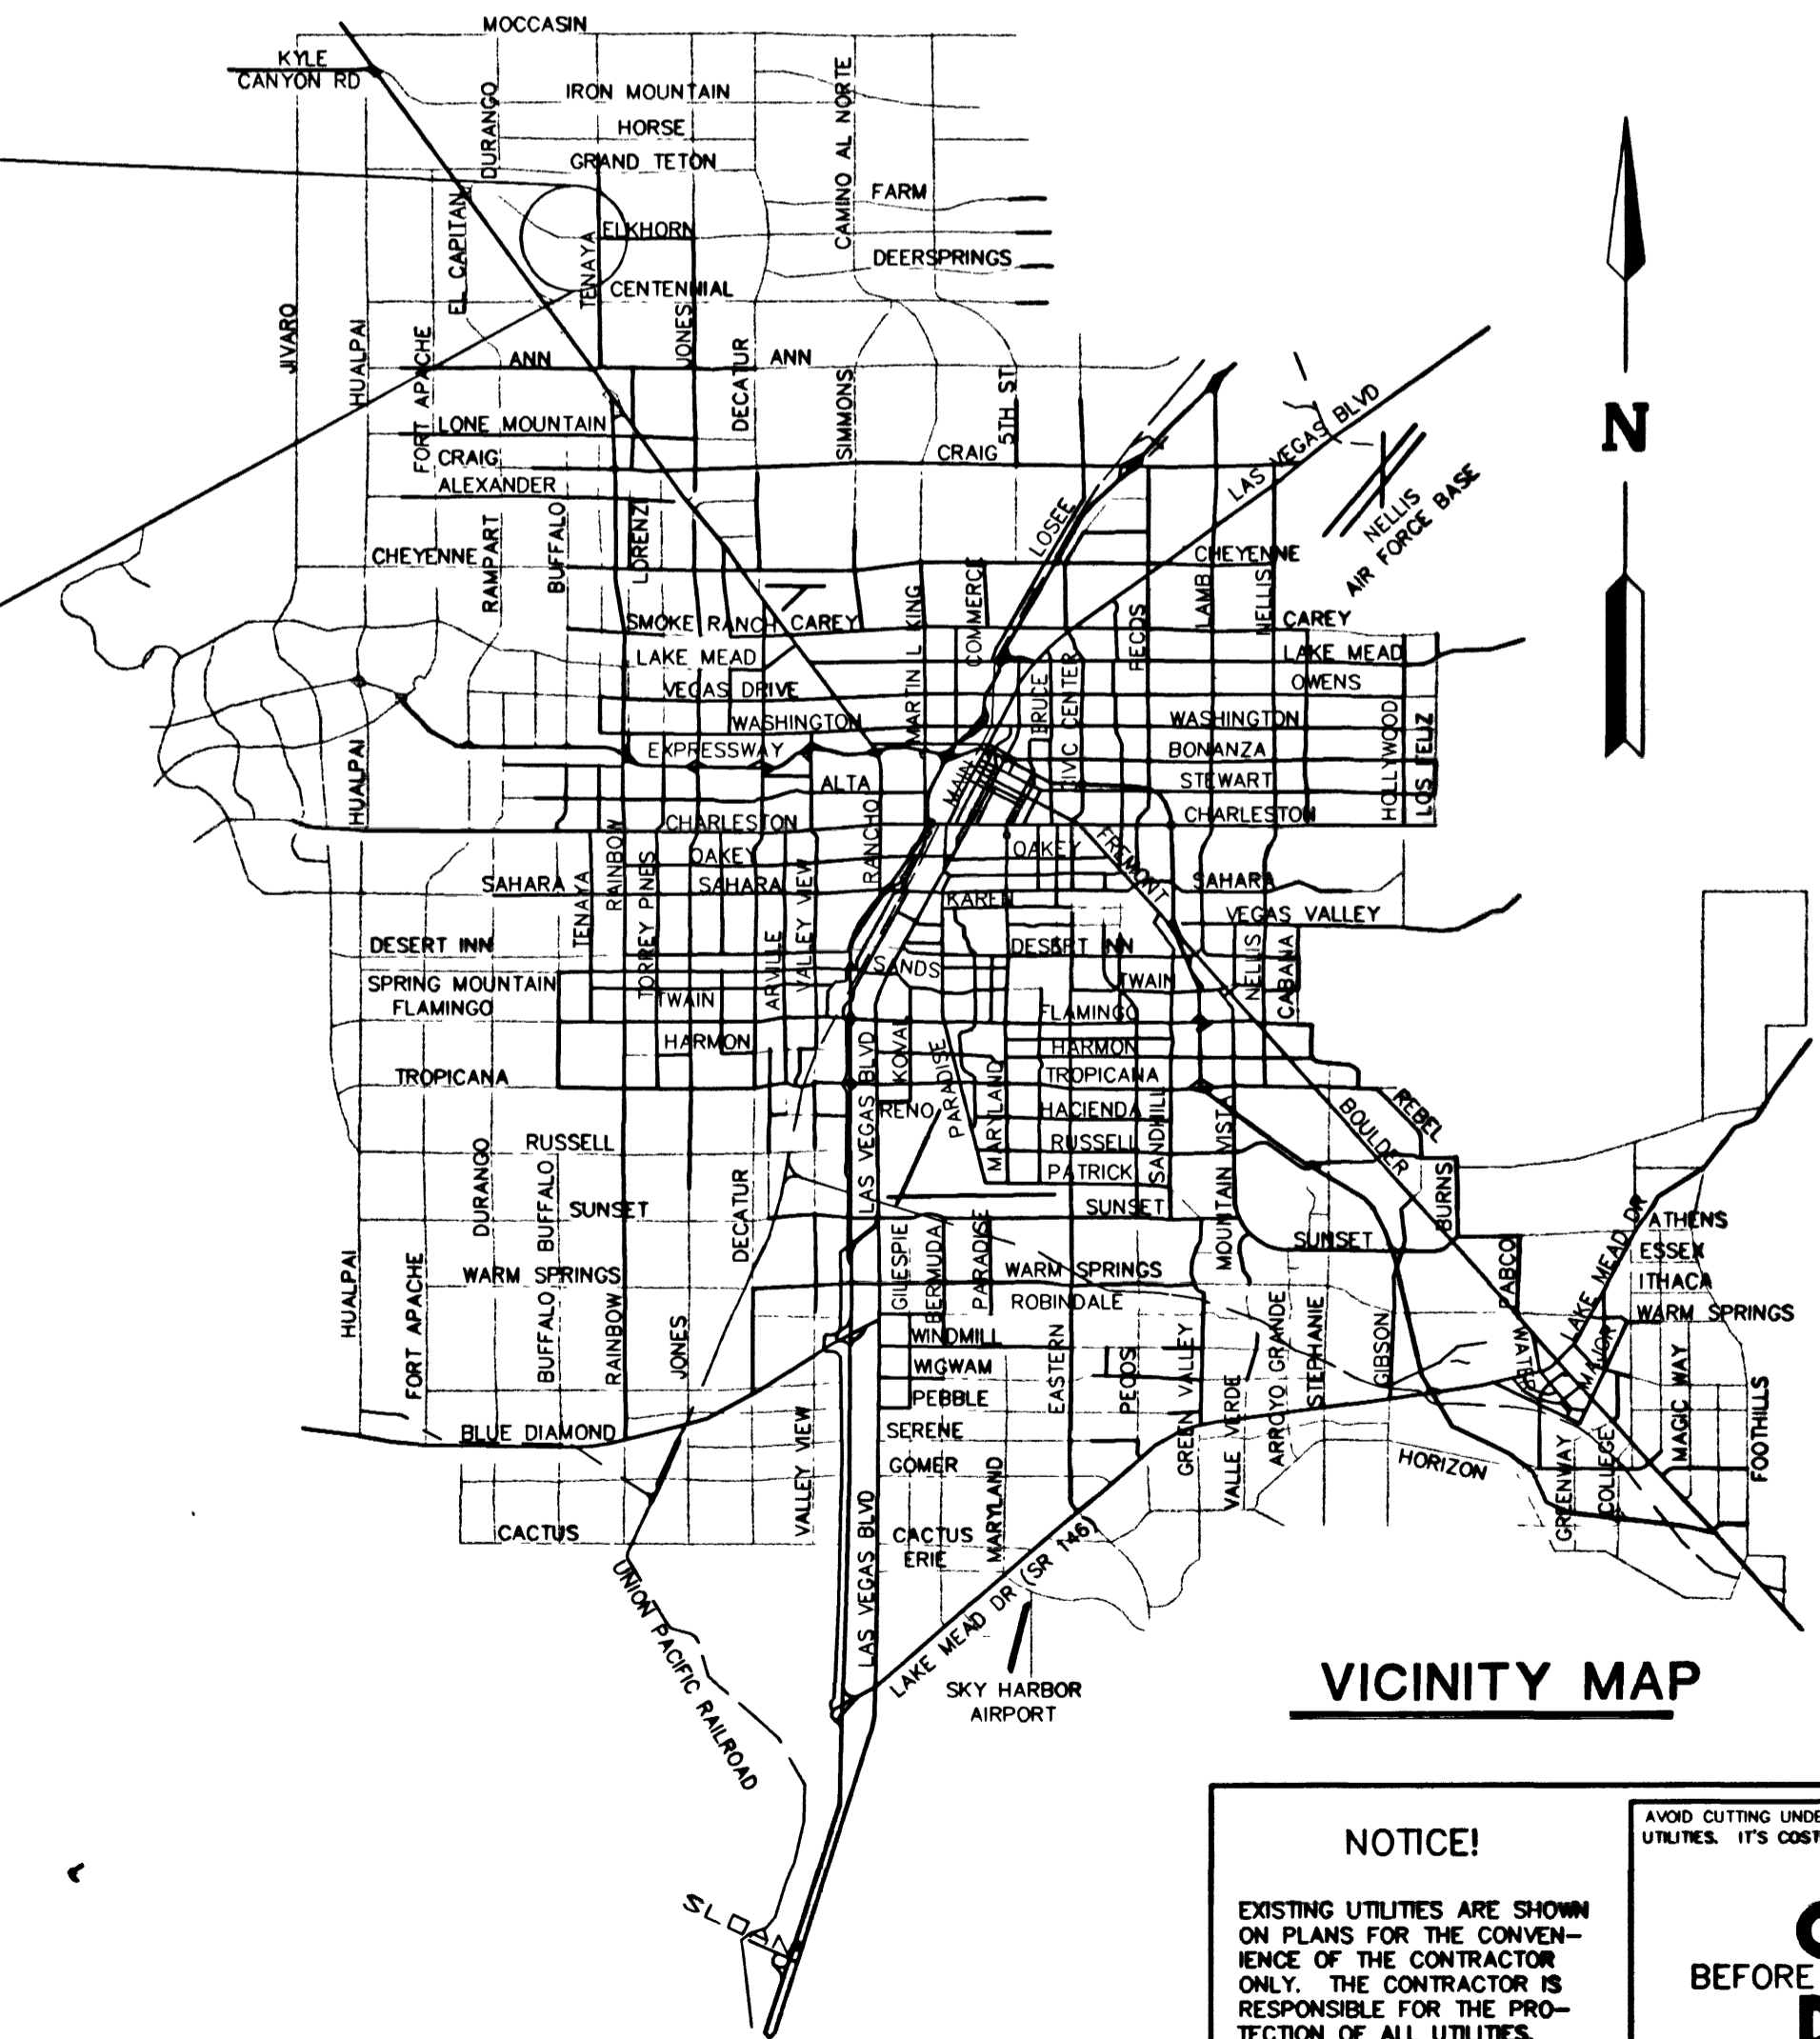 MOCCASIN
KYLE
CANYON RD
DURANGO
IRON MOUNTAIN
CAMINO AL NORTE
HORSE
GRAND TETON
FARM
EL CAPITAN
ELKHORN
TENAYA
DEERSPRINGS
CENTENNIAL
JIVARO
HUALPAI
FORT APACHE
JONES
DECATUR
ANN
ANN
SIMMONS
5TH ST
LAS VEGAS BLVD
N
LONE MOUNTAIN
CRAIG
CRAIG
ALEXANDER
NELLIS
AIR FORCE BASE
RAMPART
BUFFALO
LORENZI
LOSEE
CHEYENNE
CHEYENNE
COMMERCE
LAMB
NELLIS
SMOKE RANCH
CAREY
MARTIN L KING
PECOS
CAREY
LAKE MEAD
LAKE MEAD
VEGAS DRIVE
OWENS
BRUCE
CIVIC CENTER
WASHINGTON
WASHINGTON
HOLLYWOOD
LOS FELIZ
EXPRESSWAY
BONANZA
HUALPAI
ALTA
MAIN
STEWART
RANCHO
CHARLESTON
CHARLESTON
RAINBOW
OAKEY
OAKEY
FREMONT
SAHARA
TENAYA
TORREY PINES
SAHARA
VALLEY VIEW
KAREN
SAHARA
VEGAS VALLEY
DESERT INN
ARVILLE
DESERT INN
NELLIS
CABANA
SPRING MOUNTAIN
SANDS
TWAIN
TWAIN
FLAMINGO
FLAMINGO
HARMON
LAS VEGAS BLVD
KOVAL
PARADISE
HARMON
TROPICANA
MARYLAND
TROPICANA
RENO
HACIENDA
SANDHILL
MOUNTAIN VISTA
BOULDER
REBEL
RUSSELL
DURANGO
BUFFALO
RUSSELL
PATRICK
DECATUR
SUNSET
SUNSET
BURNS
LAKE MEAD DR
ATHENS
HUALPAI
FORT APACHE
GILLESPIE
BERMUDA
PARADISE
SUNSET
PABCO
ESSEX
WARM SPRINGS
WARM SPRINGS
ITHACA
BUFFALO
RAINBOW
JONES
ROBINDALE
WARM SPRINGS
WINDMILL
WATER
MAJOR
WIGWAM
EASTERN
PECOS
GREEN VALLEY
VALLE VERDE
ARROYO GRANDE
STEPHANIE
GIBSON
MAGIC WAY
FOOTHILLS
PEBBLE
BLUE DIAMOND
SERENE
VALLEY VIEW
GOMER
HORIZON
GREENWAY
COLLEGE
LAS VEGAS BLVD
MARYLAND
CACTUS
CACTUS
ERIE
LAKE MEAD DR (SR 146)
UNION PACIFIC RAILROAD
SKY HARBOR
AIRPORT
VICINITY MAP
SLOAN
NOTICE!
EXISTING UTILITIES ARE SHOWN
ON PLANS FOR THE CONVEN-
IENCE OF THE CONTRACTOR
ONLY. THE CONTRACTOR IS
RESPONSIBLE FOR THE PRO-
TECTION OF ALL UTILITIES.
AVOID CUTTING
UTILITIES. IT'S
BEFORE